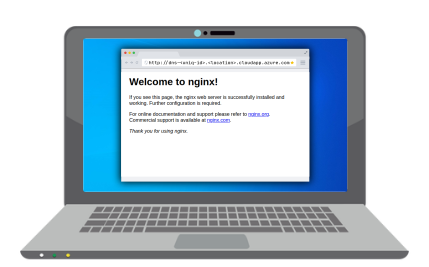 http://dns-<uniq-id>.<location>.cloudapp.azure.com
Welcome to nginx!
If you see this page, the nginx web server is successfully installed and
working. Further configuration is required.
For online documentation and support please refer to nginx.org.
Commercial support is available at nginx.com.
Thank you for using nginx.